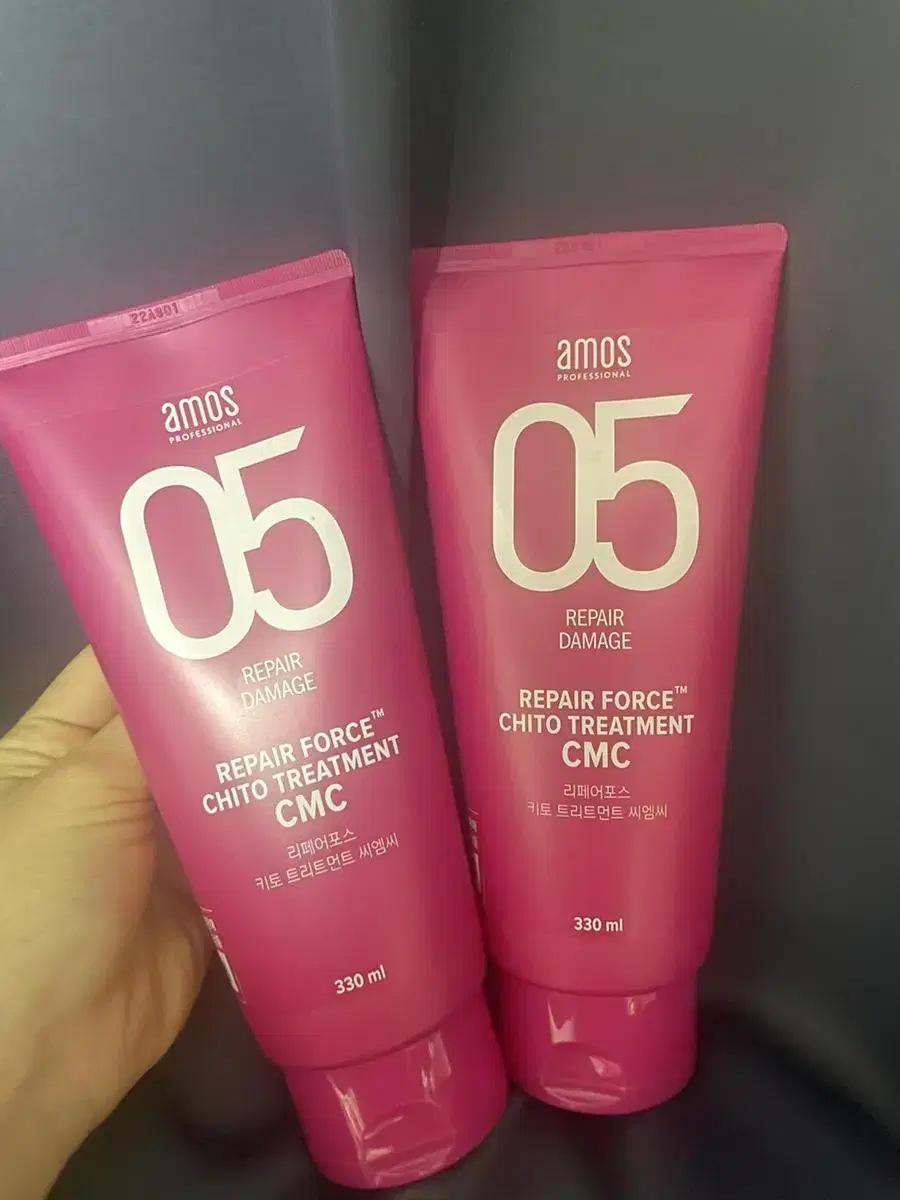 22A801
amos
PROFESSIONAL
05
REPAIR
DAMAGE
REPAIR FORCE™
CHITO TREATMENT
CMC
리페어포스
키토 트리트먼트 씨엠씨
330 ml
amos
PROFESSIONAL
05
REPAIR
DAMAGE
REPAIR FORCE™
CHITO TREATMENT
CMC
리페어포스
키토 트리트먼트 씨엠씨
330 ml